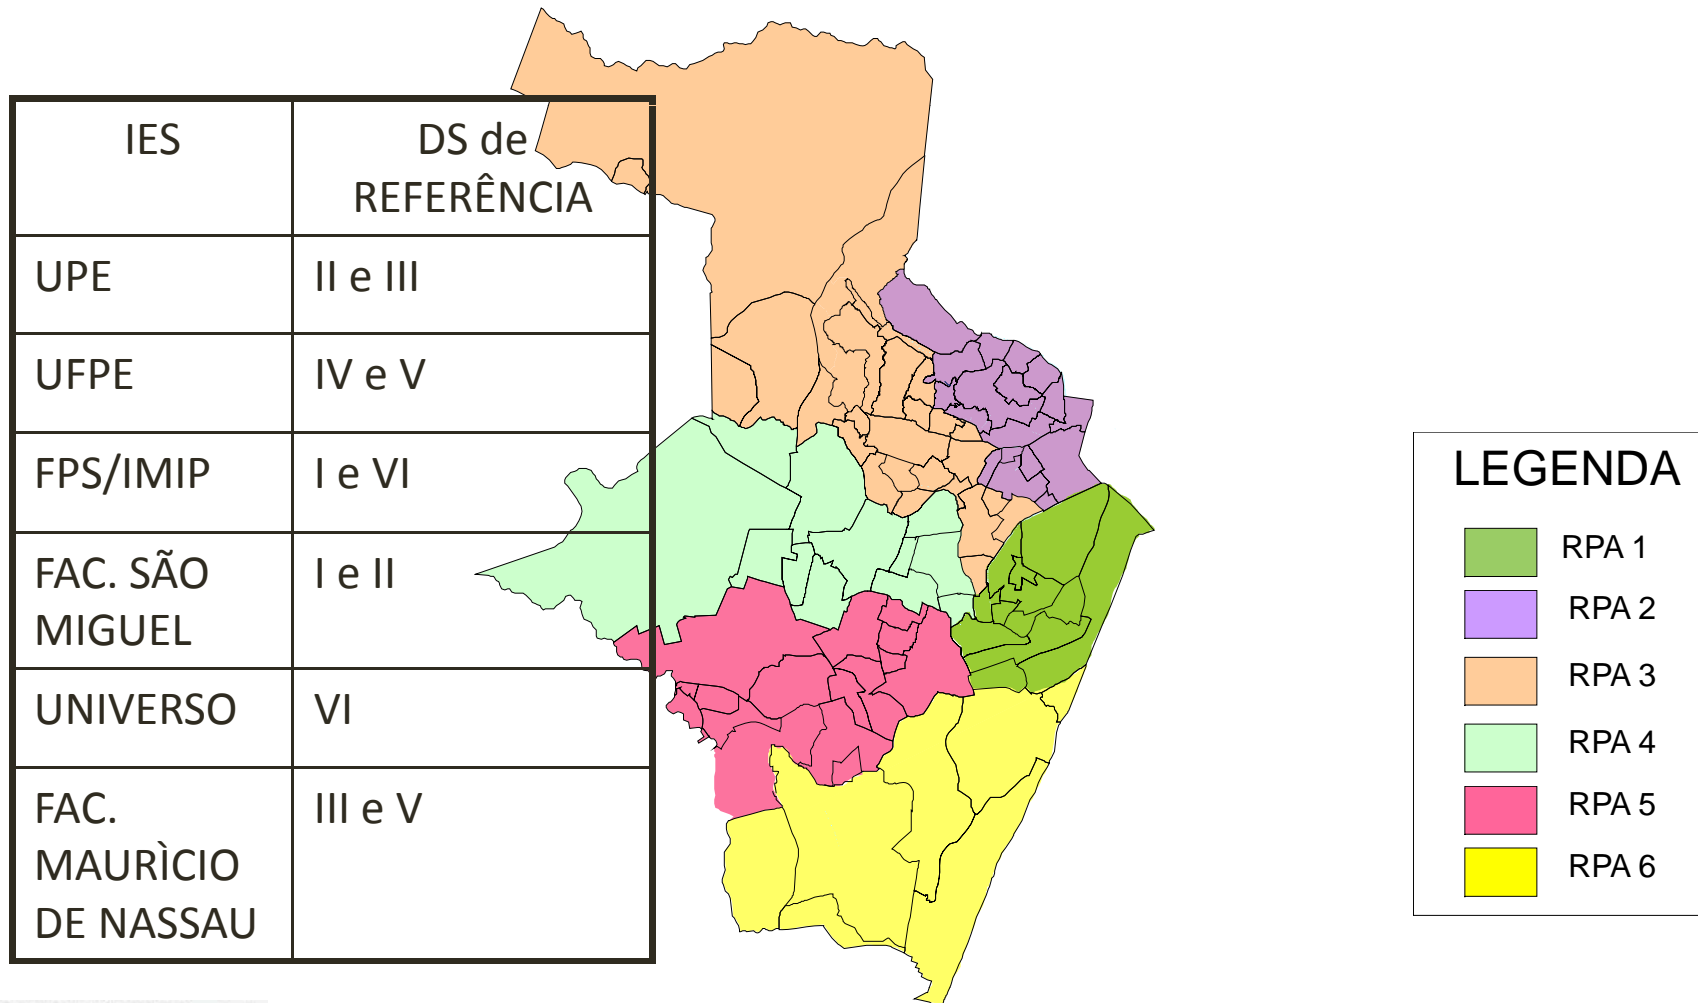 IES
DS de
REFERÊNCIA
UPE
II e III
UFPE
IV e V
FPS/IMIP
I e VI
FAC. SÃO
MIGUEL
I e II
UNIVERSO
VI
FAC.
MAURÌCIO
DE NASSAU
III e V
LEGENDA
RPA 1
RPA 2
RPA 3
RPA 4
RPA 5
RPA 6